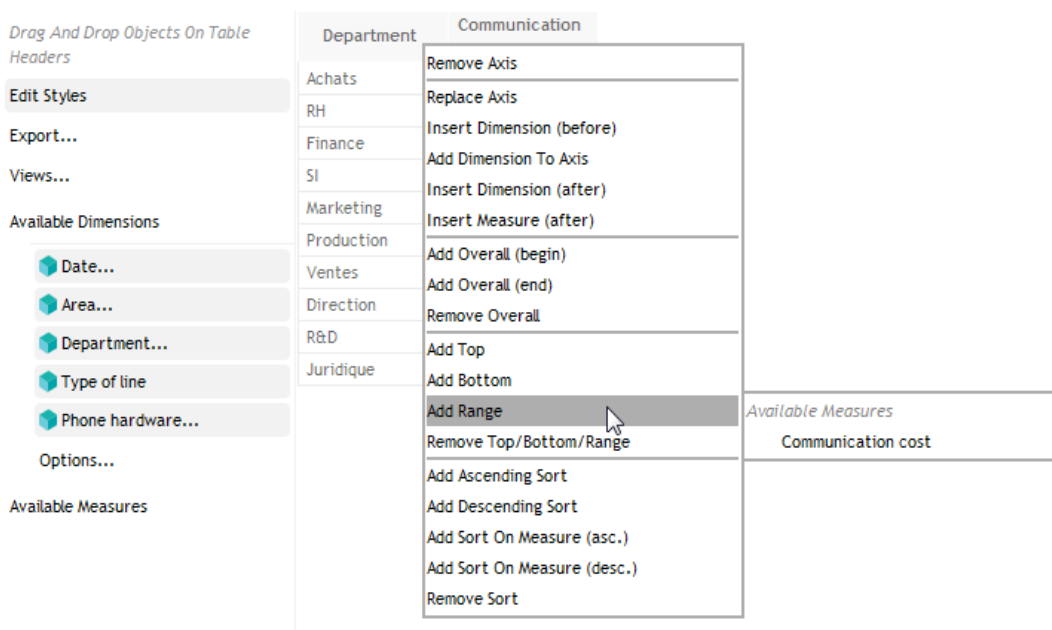 Drag And Drop Objects On Table
Headers
Edit Styles
Export...
Views...
Available Dimensions
Date...
Area...
Department...
Type of line
Phone hardware...
Options...
Available Measures
Department
Communication
Achats
RH
Finance
SI
Marketing
Production
Ventes
Direction
R&D
Juridique
Remove Axis
Replace Axis
Insert Dimension (before)
Add Dimension To Axis
Insert Dimension (after)
Insert Measure (after)
Add Overall (begin)
Add Overall (end)
Remove Overall
Add Top
Add Bottom
Add Range
Remove Top/Bottom/Range
Add Ascending Sort
Add Descending Sort
Add Sort On Measure (asc.)
Add Sort On Measure (desc.)
Remove Sort
Available Measures
Communication cost